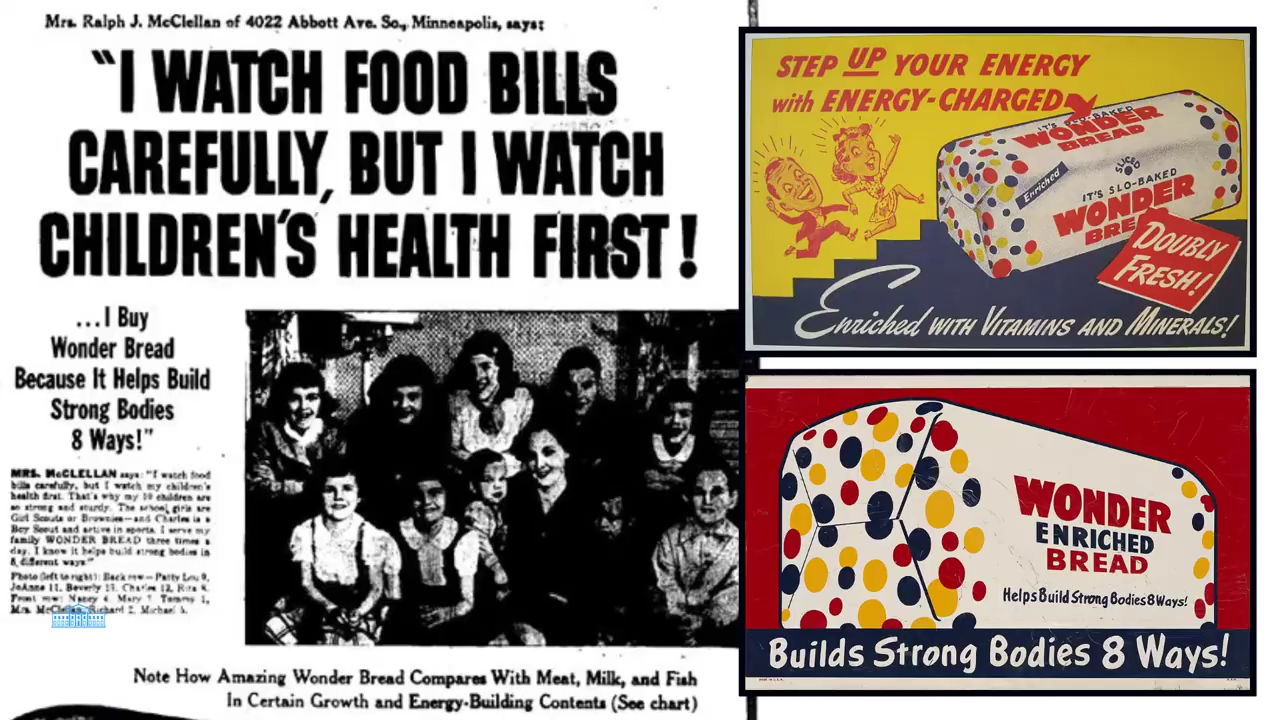 Mrs. Ralph J. McClellan of 4022 Abbott Ave. So., Minneapolis, says:
“I WATCH FOOD BILLS
CAREFULLY, BUT I WATCH
CHILDREN'S HEALTH FIRST!
...I Buy
Wonder Bread
Because It Helps Build
Strong Bodies
8 Ways!”
MRS. McCLELLAN says: "I watch food
bills carefully, but I watch my children's
health first. That's why my 10 children are
so strong and sturdy. The school girls are
Girl Scouts or Brownies—and Charles is a
Boy Scout and active in sports. I serve my
family WONDER BREAD three times a
day. I know it helps build strong bodies in
8 different ways."
Photo (left to right): Back row—Patty Lou 9,
JoAnne 11, Beverly 13, Charles 12, Rita 8.
Front row: Nancy 6, Mary 7, Tommy 1,
Mrs. McClellan, Richard 2, Michael 5.
Note How Amazing Wonder Bread Compares With Meat, Milk, and Fish
In Certain Growth and Energy-Building Contents (See chart)
STEP UP YOUR ENERGY
with ENERGY-CHARGED
IT'S SLO-BAKED
WONDER
BREAD
SLICED
Enriched
IT'S SLO-BAKED
WONDER
BRE
DOUBLY
FRESH!
Enriched WITH VITAMINS AND MINERALS!
WONDER
ENRICHED
BREAD
Helps Build Strong Bodies 8 Ways!
Builds Strong Bodies 8 Ways!